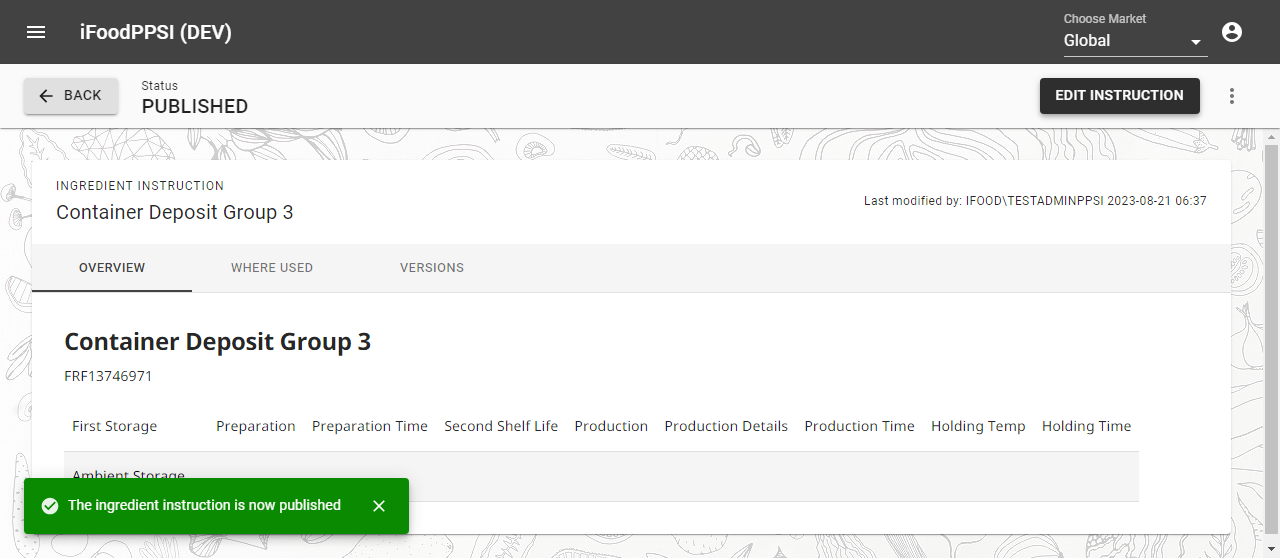 iFoodPPSI (DEV)
Choose Market
Global
BACK
Status
PUBLISHED
EDIT INSTRUCTION
INGREDIENT INSTRUCTION
Container Deposit Group 3
Last modified by: IFOOD\TESTADMINPPSI 2023-08-21 06:37
OVERVIEW WHERE USED VERSIONS
Container Deposit Group 3
FRF13746971
First Storage Preparation Preparation Time Second Shelf Life Production Production Details Production Time Holding Temp Holding Time
Ambient Storage
The ingredient instruction is now published